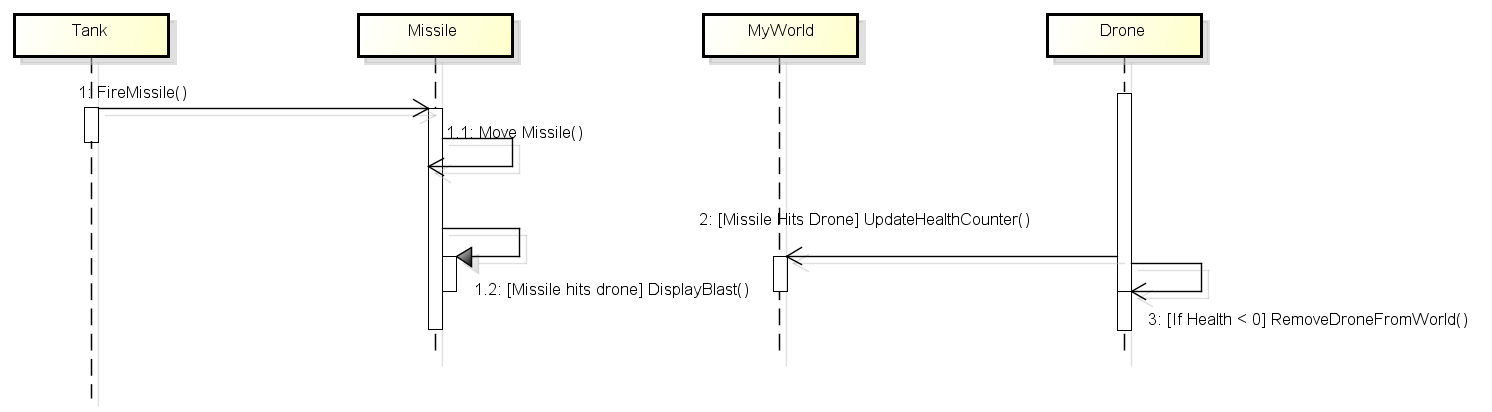 Tank
Missile
MyWorld
Drone
1: FireMissile()
1.1: Move Missile()
2: [Missile Hits Drone] UpdateHealthCounter()
1.2: [Missile hits drone] DisplayBlast()
3: [If Health < 0] RemoveDroneFromWorld()